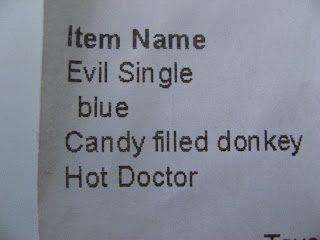 Item Name
Evil Single
blue
Candy filled donkey
Hot Doctor